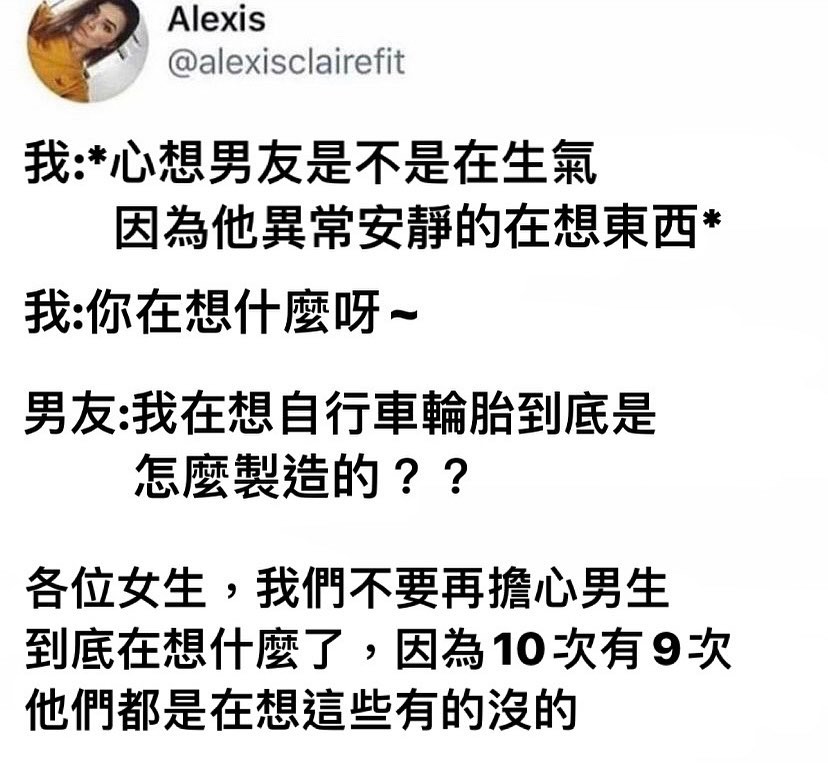 Alexis
@alexisclairefit
我:*心想男友是不是在生氣
因為他異常安靜的在想東西*
我:你在想什麼呀~
男友:我在想自行車輪胎到底是
怎麼製造的??
各位女生,我們不要再擔心男生
到底在想什麼了,因為10次有9次
他們都是在想這些有的沒的